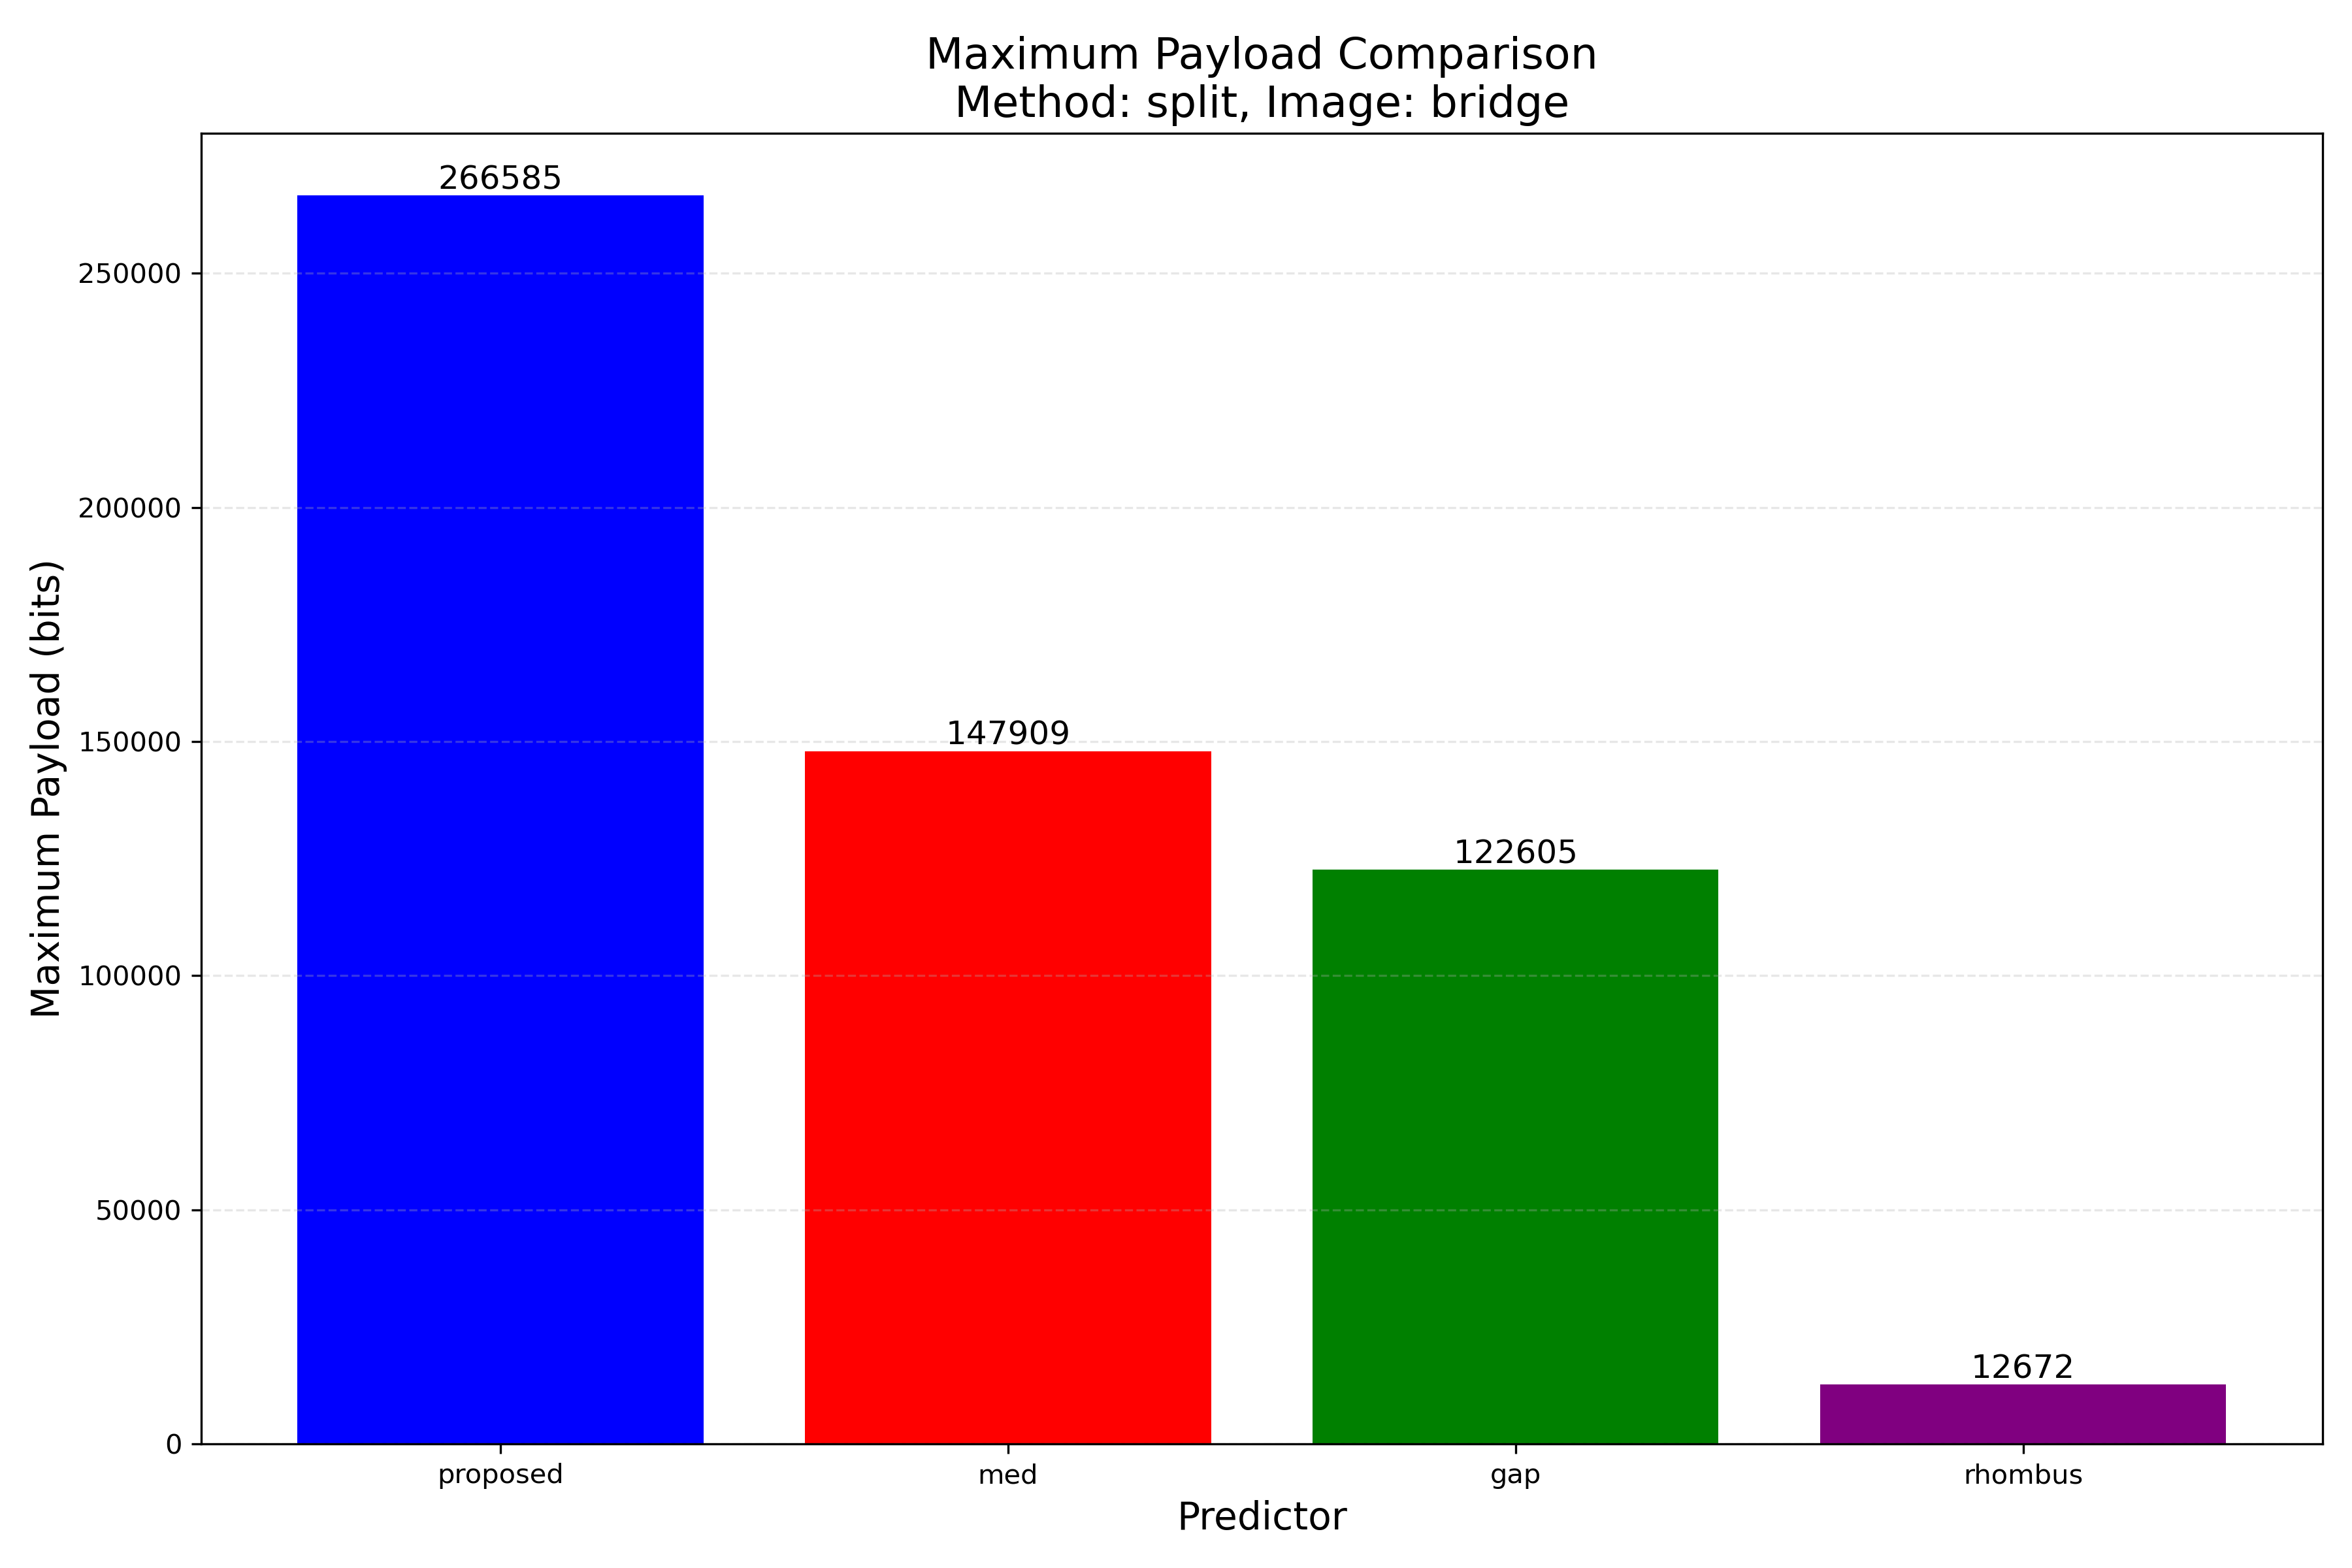 Maximum Payload Comparison
Method: split, Image: bridge
Maximum Payload (bits)
250000
200000
150000
100000
50000
0
266585
147909
122605
12672
proposed
med
gap
rhombus
Predictor